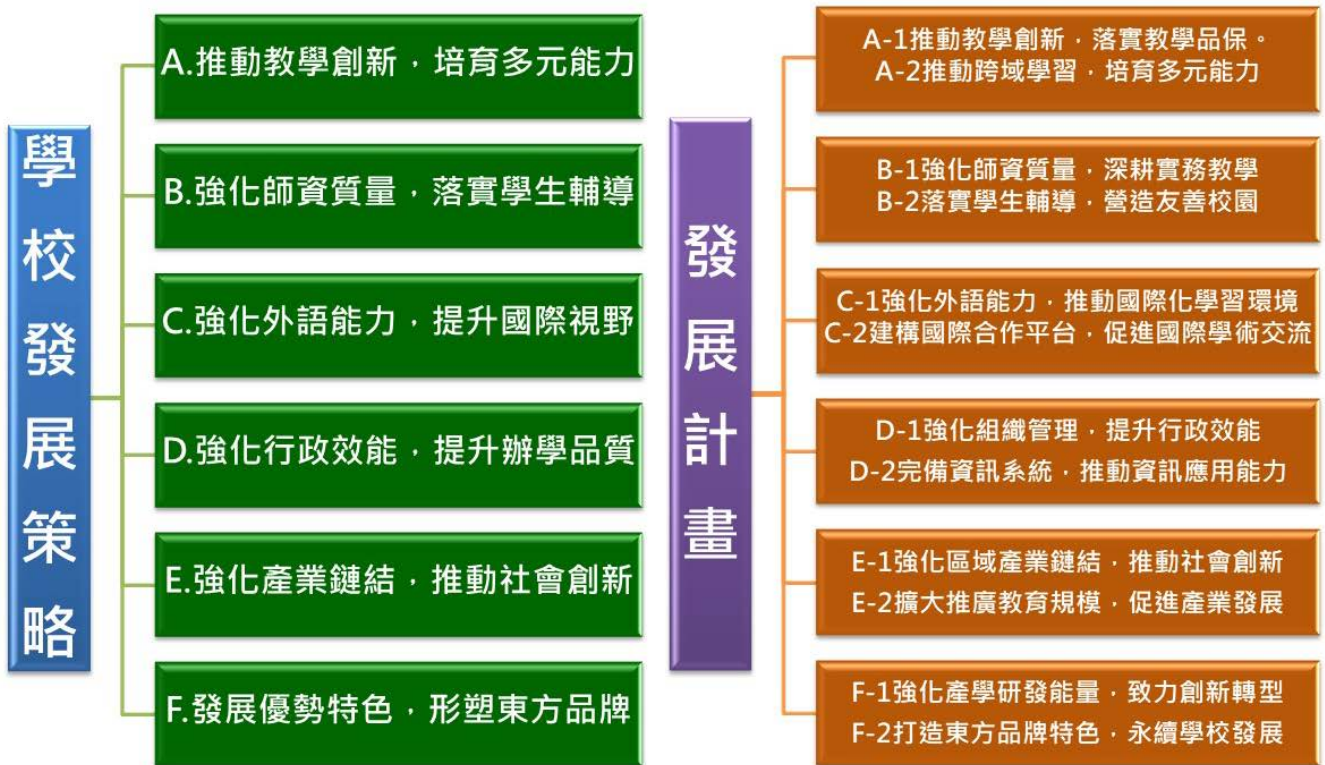 學校發展策略
A.推動教學創新，培育多元能力
B.強化師資質量，落實學生輔導
C.強化外語能力，提升國際視野
D.強化行政效能，提升辦學品質
E.強化產業鏈結，推動社會創新
F.發展優勢特色，形塑東方品牌
發展計畫
A-1推動教學創新，落實教學品保。
A-2推動跨域學習，培育多元能力
B-1強化師資質量，深耕實務教學
B-2落實學生輔導，營造友善校園
C-1強化外語能力，推動國際化學習環境
C-2建構國際合作平台，促進國際學術交流
D-1強化組織管理，提升行政效能
D-2完備資訊系統，推動資訊應用能力
E-1強化區域產業鏈結，推動社會創新
E-2擴大推廣教育規模，促進產業發展
F-1強化產學研發能量，致力創新轉型
F-2打造東方品牌特色，永續學校發展